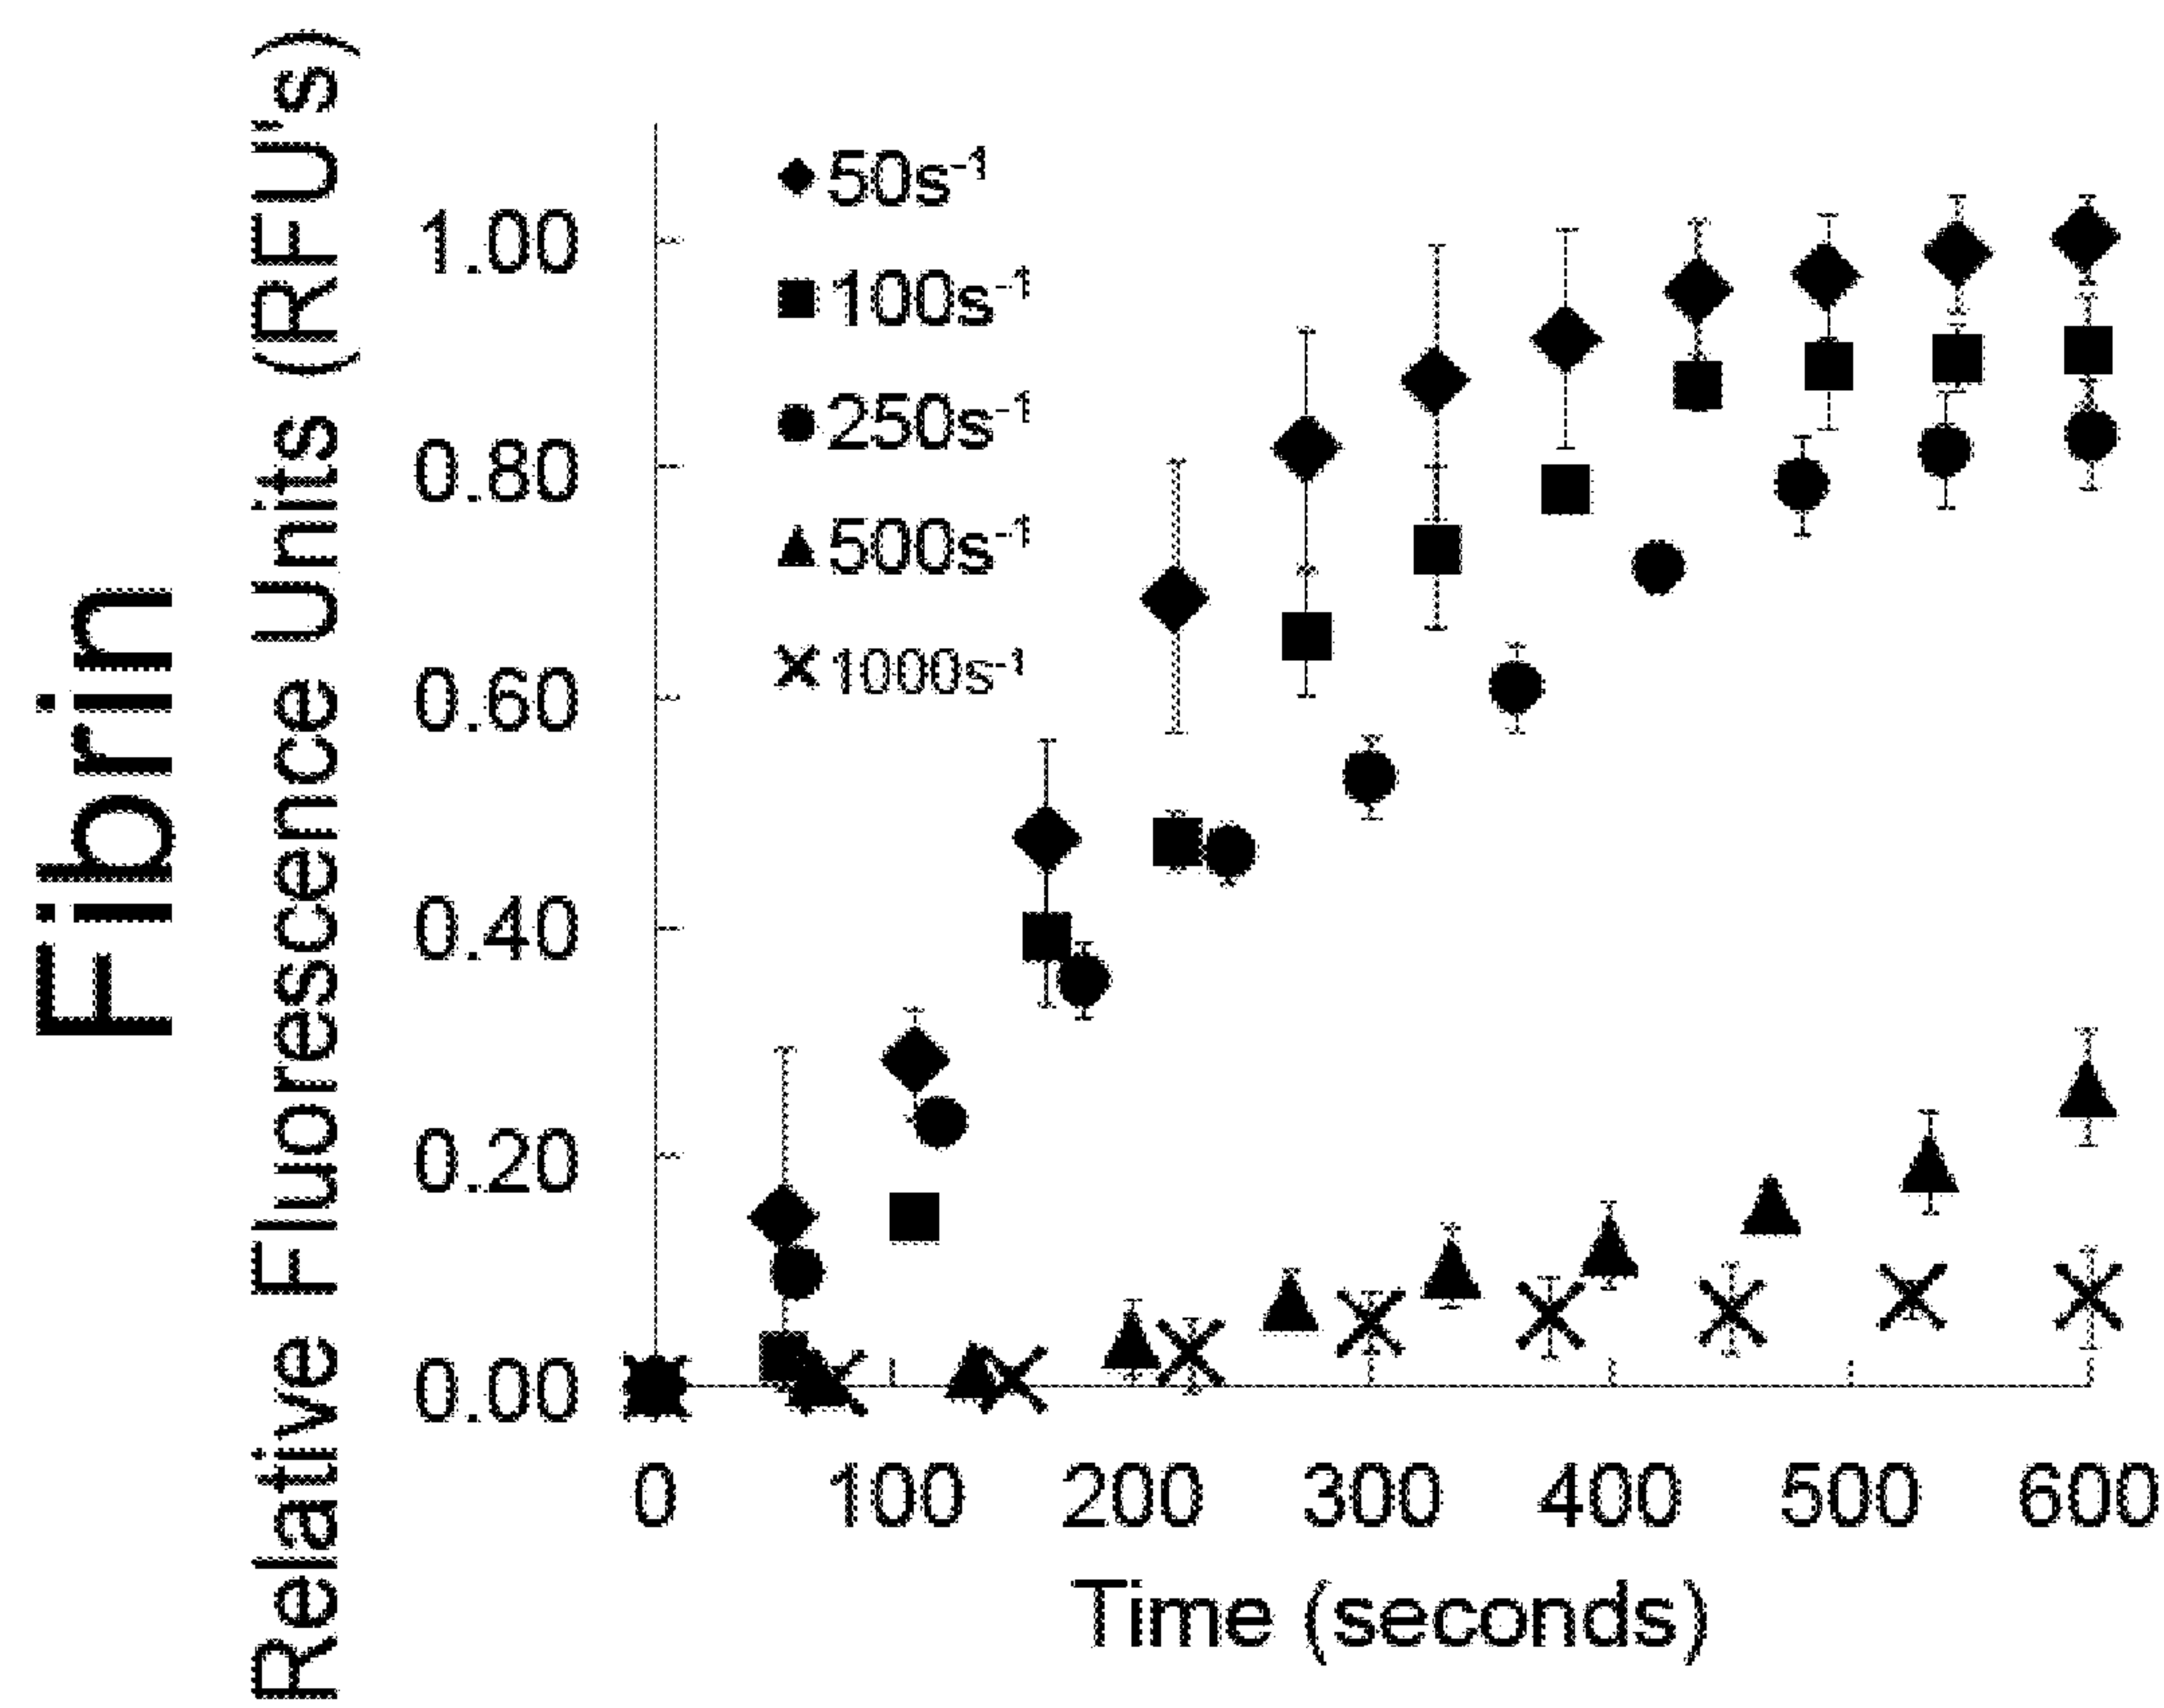 Fibrin
Relative Fluorescence Units (RFU's)
50s⁻¹
100s⁻¹
250s⁻¹
500s⁻¹
1000s⁻¹
1.00
0.80
0.60
0.40
0.20
0.00
0 100 200 300 400 500 600
Time (seconds)